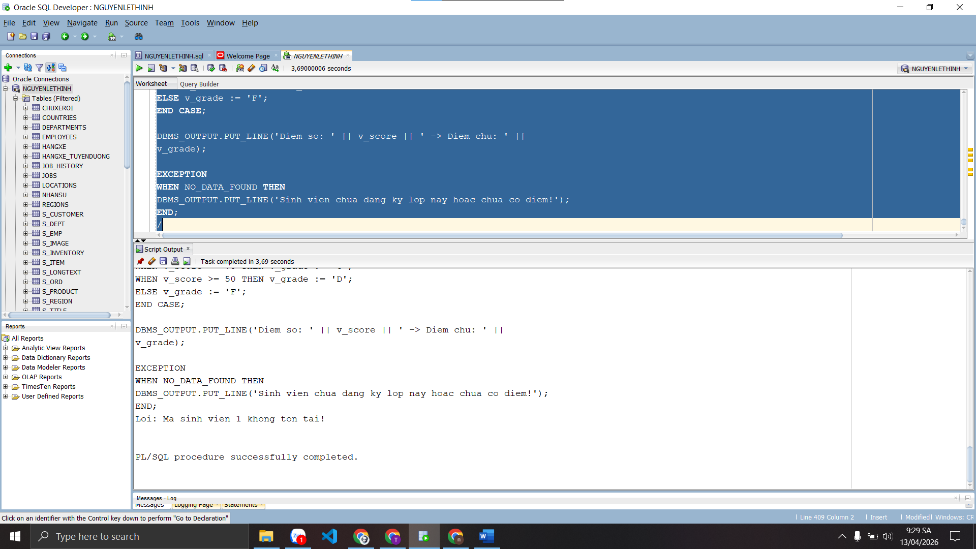 Oracle SQL Developer : NGUYENLETHINH
File Edit View Navigate Run Source Team Tools Window Help
Connections
NGUYENLETHINH.sql
Welcome Page
NGUYENLETHINH
3,69000006 seconds
NGUYENLETHINH
Worksheet Query Builder
Oracle Connections
NGUYENLETHINH
Tables (Filtered)
CHUXEROI
COUNTRIES
DEPARTMENTS
EMPLOYEES
HANGXE
HANGXE_TUYENDUONG
JOB_HISTORY
JOBS
LOCATIONS
NHANSU
REGIONS
S_CUSTOMER
S_DEPT
S_EMP
S_IMAGE
S_INVENTORY
S_ITEM
S_LONGTEXT
S_ORD
S_PRODUCT
S_REGION
S_TITLE
ELSE v_grade := 'F';
END CASE;
DBMS_OUTPUT.PUT_LINE('Diem so: ' || v_score || ' -> Diem chu: ' ||
v_grade);
EXCEPTION
WHEN NO_DATA_FOUND THEN
DBMS_OUTPUT.PUT_LINE('Sinh vien chua dang ky lop nay hoac chua co diem!');
END;
/
Script Output
Task completed in 3,69 seconds
WHEN v_score >= 50 THEN v_grade := 'D';
ELSE v_grade := 'F';
END CASE;
DBMS_OUTPUT.PUT_LINE('Diem so: ' || v_score || ' -> Diem chu: ' ||
v_grade);
EXCEPTION
WHEN NO_DATA_FOUND THEN
DBMS_OUTPUT.PUT_LINE('Sinh vien chua dang ky lop nay hoac chua co diem!');
END;
Loi: Ma sinh vien 1 khong ton tai!
PL/SQL procedure successfully completed.
Reports
All Reports
Analytic View Reports
Data Dictionary Reports
Data Modeler Reports
OLAP Reports
TimesTen Reports
User Defined Reports
Messages - Log
Messages Logging Page Statements
Click on an identifier with the Control key down to perform "Go to Declaration"
Line 409 Column 2 Insert Modified Windows: CR
Type here to search
9:29 SA
13/04/2026